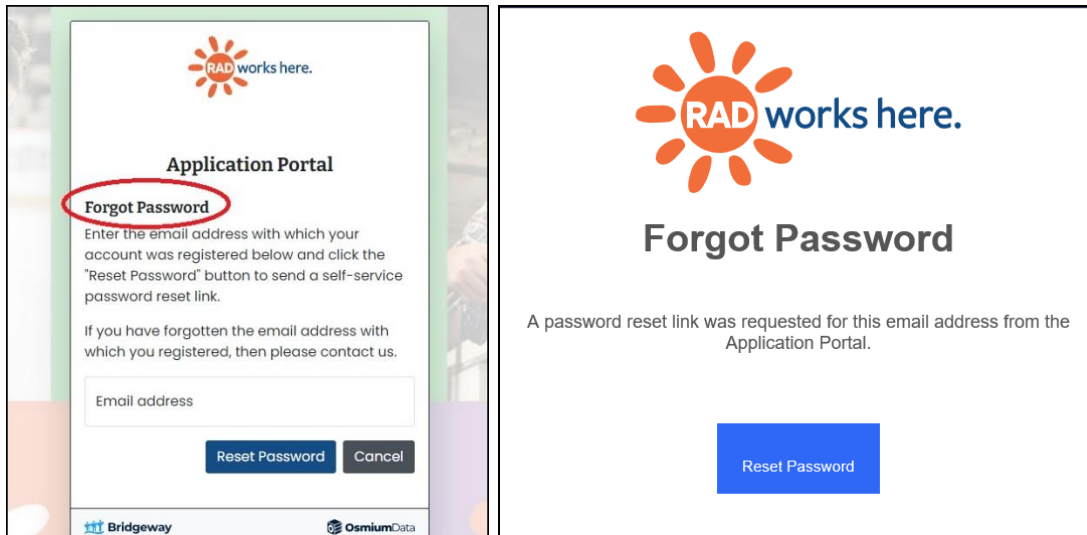 RAD works here.
Application Portal
Forgot Password
Enter the email address with which your
account was registered below and click the
"Reset Password" button to send a self-service
password reset link.
If you have forgotten the email address with
which you registered, then please contact us.
Email address
Reset Password Cancel
Bridgeway OsmiumData
RAD works here.
Forgot Password
A password reset link was requested for this email address from the
Application Portal.
Reset Password